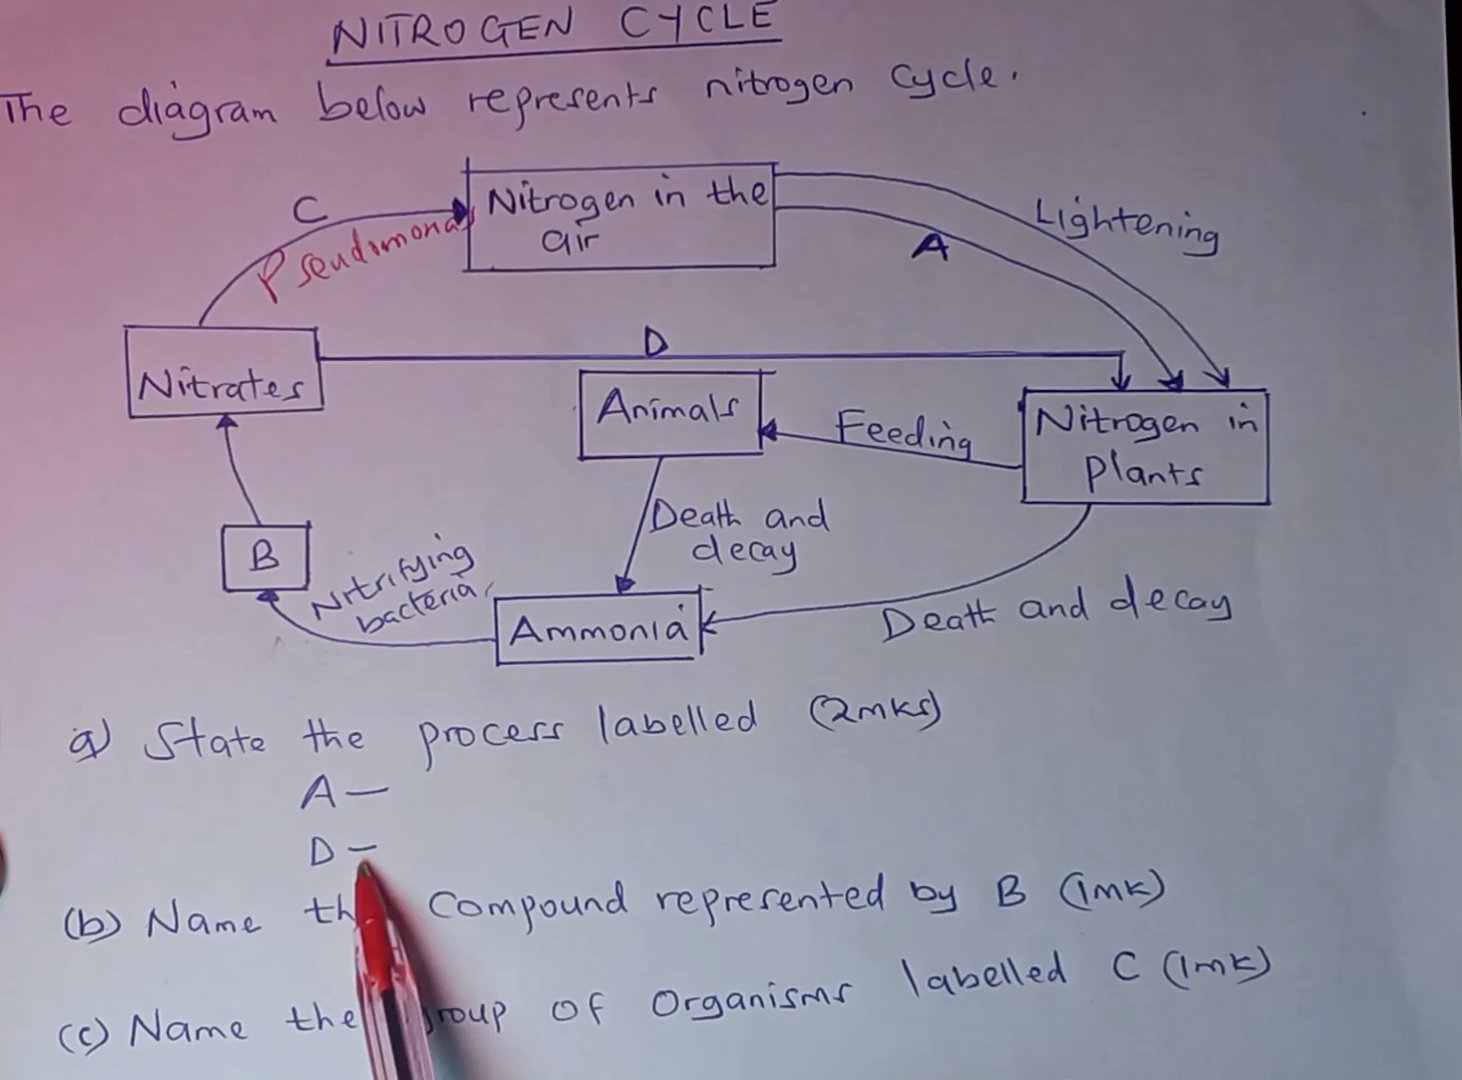 NITROGEN CYCLE
The diagram below represents nitrogen cycle.
C
Pseudomonas
Nitrogen in the
air
Lightening
A
D
Nitrates
Animals
Feeding
Nitrogen in
plants
Death and
decay
B
Nitrifying
bacteria
Ammonia
Death and decay
a) State the process labelled (2mks)
A —
D —
(b) Name the Compound represented by B (1mk)
(c) Name the group of Organisms labelled C (1mk)